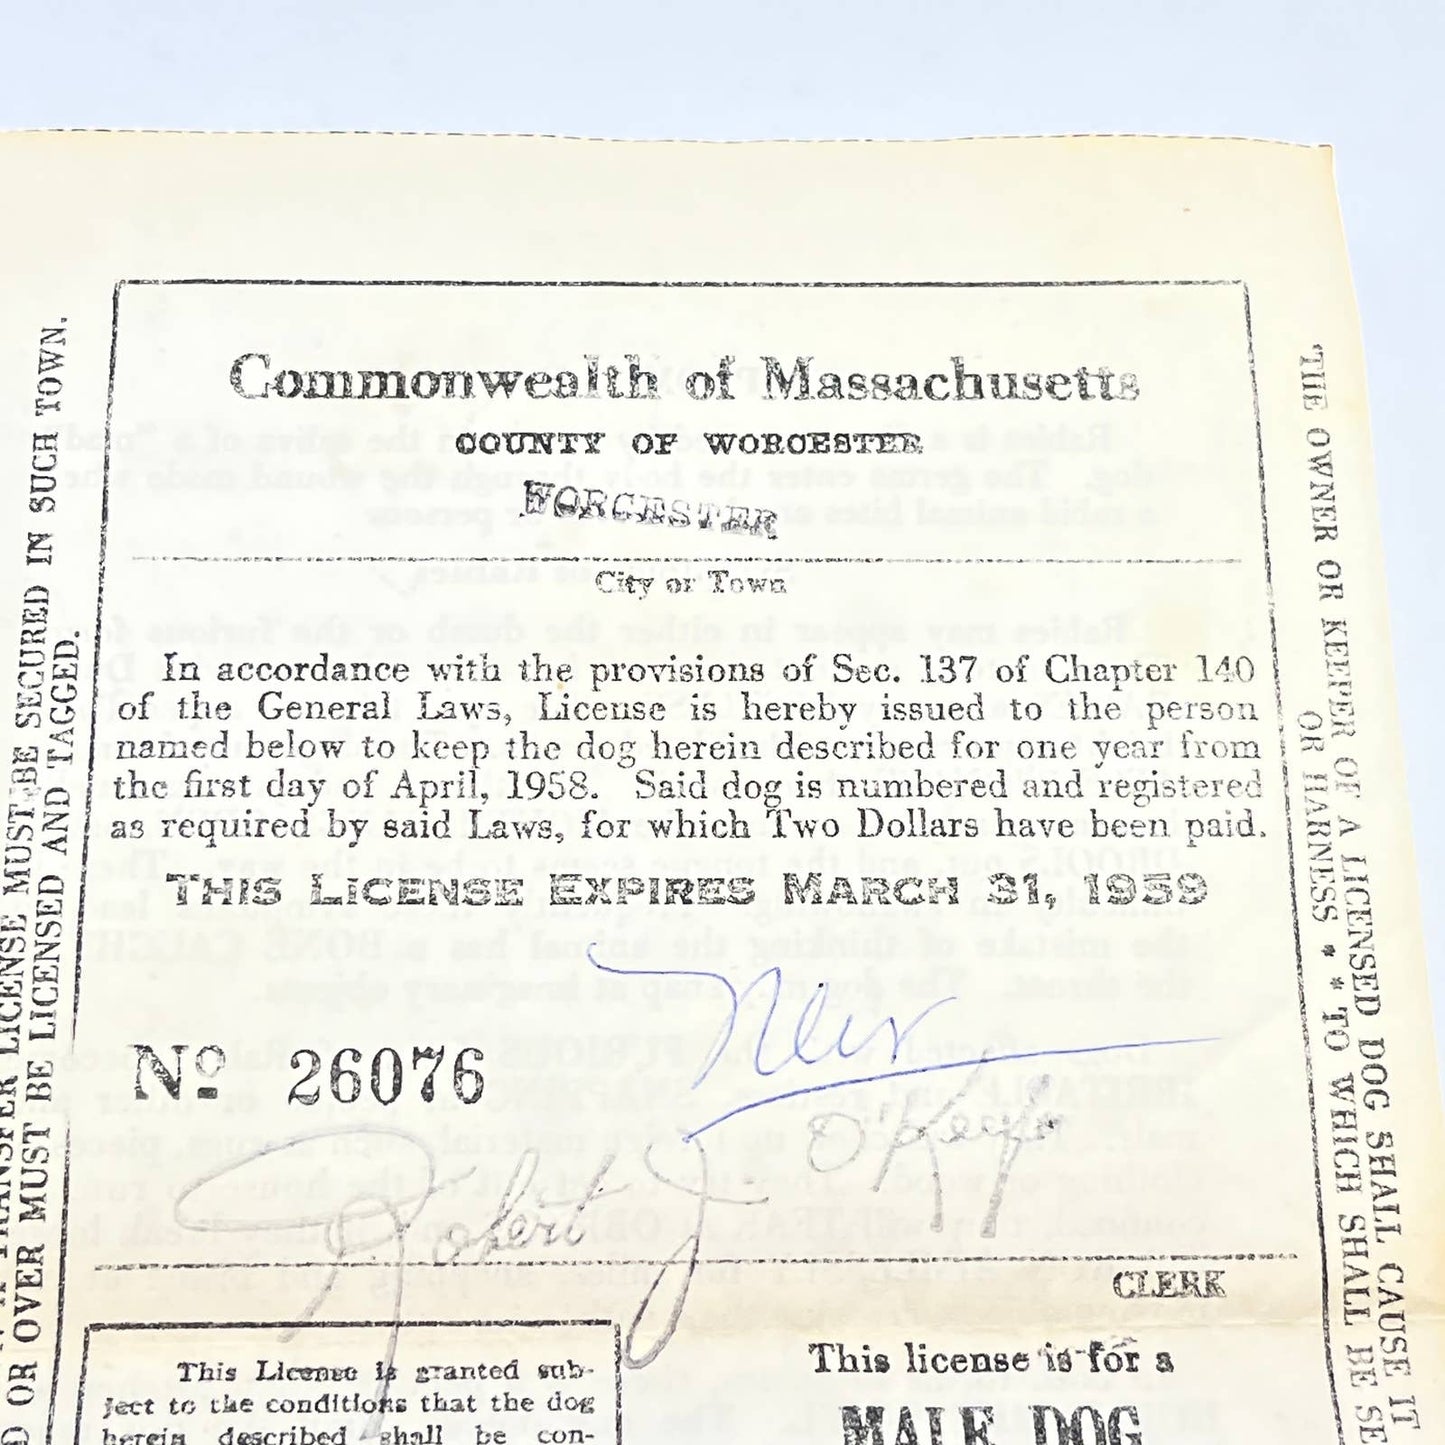 Commonwealth of Massachusetts
COUNTY OF WORCESTER
WORCESTER
City or Town
In accordance with the provisions of Sec. 137 of Chapter 140
of the General Laws, License is hereby issued to the person
named below to keep the dog herein described for one year from
the first day of April, 1958. Said dog is numbered and registered
as required by said Laws, for which Two Dollars have been paid.
THIS LICENSE EXPIRES MARCH 31, 1959
New
No 26076
Robert J. O'Keefe
CLERK
This License is granted sub-
ject to the conditions that the dog
herein described shall be con-
This license is for a
MALE DOG
TRANSFER LICENSE MUST BE SECURED IN SUCH TOWN.
OR OVER MUST BE LICENSED AND TAGGED.
THE OWNER OR KEEPER OF A LICENSED DOG SHALL CAUSE IT
OR HARNESS * * TO WHICH SHALL BE SE